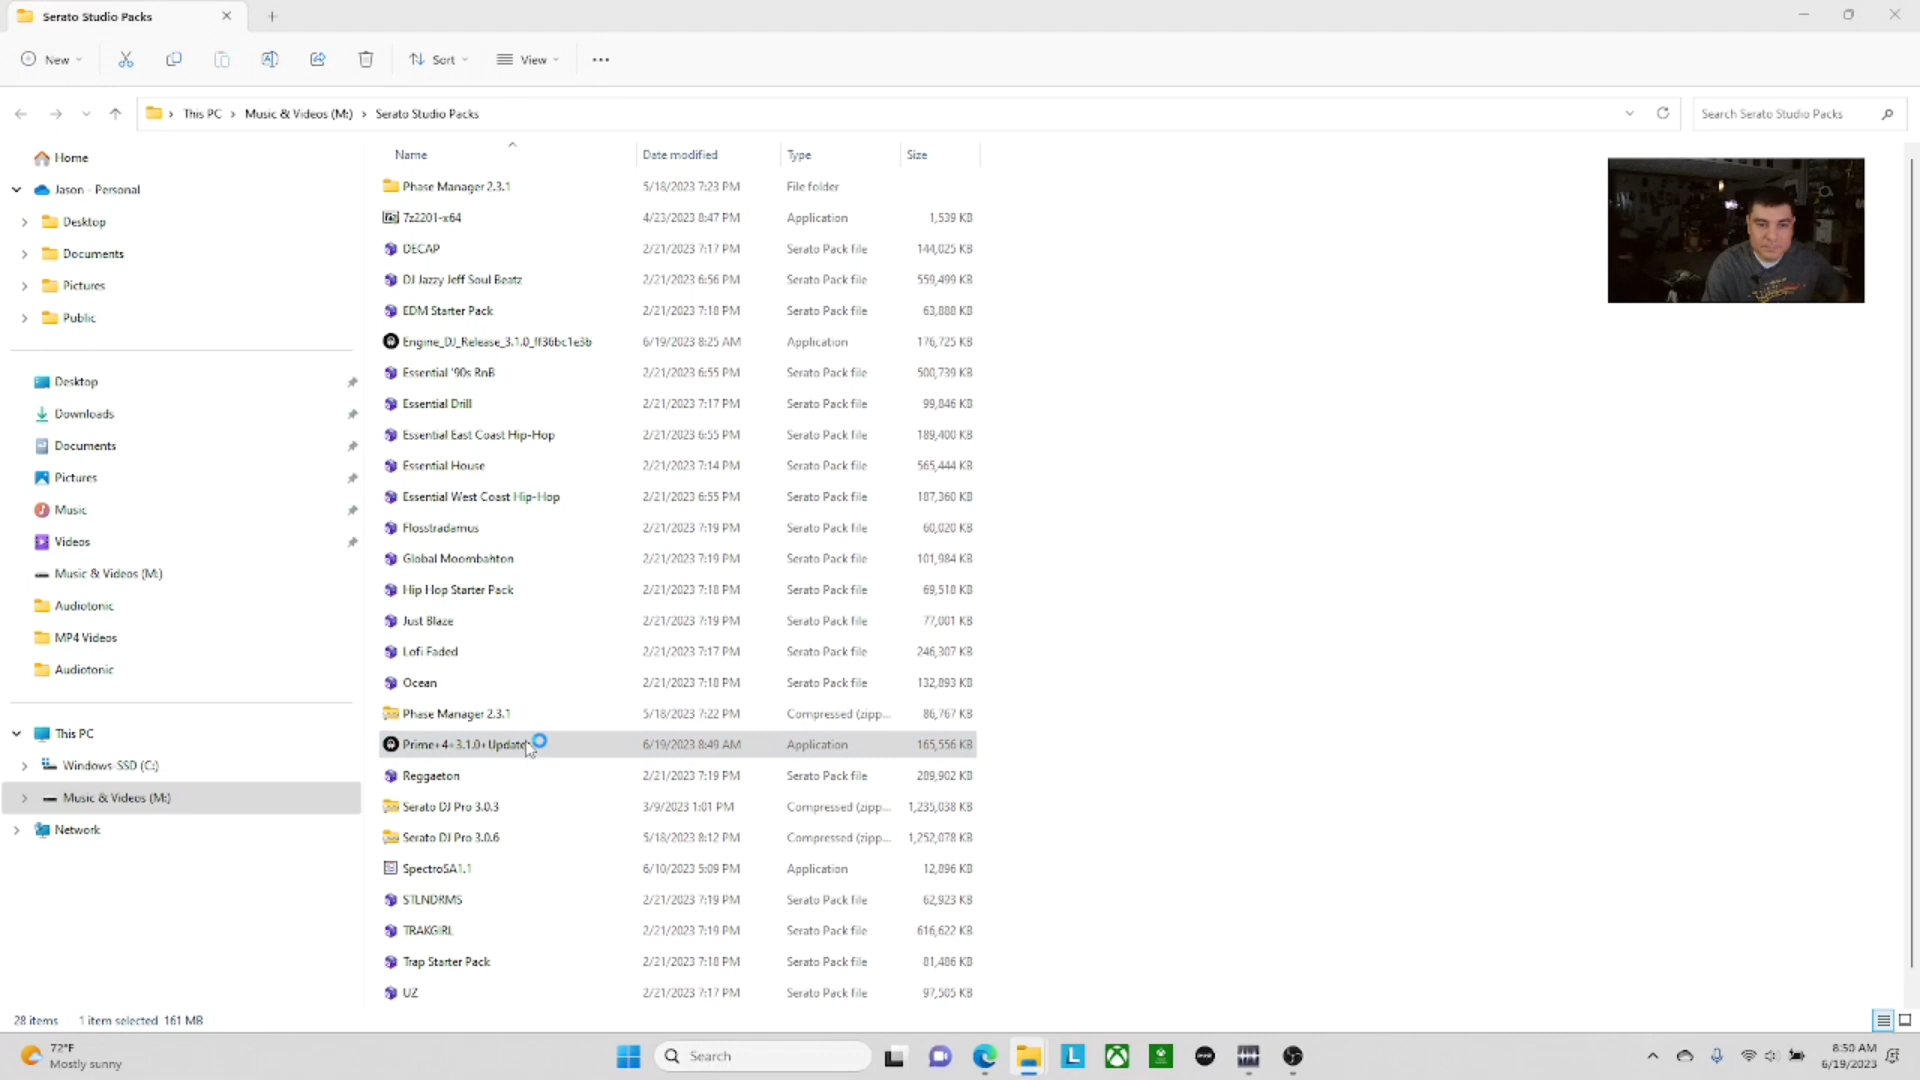 Serato Studio Packs
New
Sort
View
This PC > Music & Videos (M:) > Serato Studio Packs
Search Serato Studio Packs
Home
Jason - Personal
Desktop
Documents
Pictures
Public
Desktop
Downloads
Documents
Pictures
Music
Videos
Music & Videos (M:)
Audiotonic
MP4 Videos
Audiotonic
This PC
Windows-SSD (C:)
Music & Videos (M:)
Network
Name Date modified Type Size
Phase Manager 2.3.1 5/18/2023 7:23 PM File folder
7z2201-x64 4/23/2023 8:47 PM Application 1,539 KB
DECAP 2/21/2023 7:17 PM Serato Pack file 144,025 KB
DJ Jazzy Jeff Soul Beatz 2/21/2023 6:56 PM Serato Pack file 559,499 KB
EDM Starter Pack 2/21/2023 7:18 PM Serato Pack file 63,888 KB
Engine_DJ_Release_3.1.0_ff36bc1e3b 6/19/2023 8:25 AM Application 176,725 KB
Essential '90s RnB 2/21/2023 6:55 PM Serato Pack file 500,739 KB
Essential Drill 2/21/2023 7:17 PM Serato Pack file 99,846 KB
Essential East Coast Hip-Hop 2/21/2023 6:55 PM Serato Pack file 189,400 KB
Essential House 2/21/2023 7:14 PM Serato Pack file 565,444 KB
Essential West Coast Hip-Hop 2/21/2023 6:55 PM Serato Pack file 187,360 KB
Flosstradamus 2/21/2023 7:19 PM Serato Pack file 60,020 KB
Global Moombahton 2/21/2023 7:19 PM Serato Pack file 101,984 KB
Hip Hop Starter Pack 2/21/2023 7:18 PM Serato Pack file 69,518 KB
Just Blaze 2/21/2023 7:19 PM Serato Pack file 77,001 KB
Lofi Faded 2/21/2023 7:17 PM Serato Pack file 246,307 KB
Ocean 2/21/2023 7:18 PM Serato Pack file 132,893 KB
Phase Manager 2.3.1 5/18/2023 7:22 PM Compressed (zipp... 86,767 KB
Prime+4+3.1.0+Update 6/19/2023 8:49 AM Application 165,556 KB
Reggaeton 2/21/2023 7:19 PM Serato Pack file 289,902 KB
Serato DJ Pro 3.0.3 3/9/2023 1:01 PM Compressed (zipp... 1,235,038 KB
Serato DJ Pro 3.0.6 5/18/2023 8:12 PM Compressed (zipp... 1,252,078 KB
SpectroSA1.1 6/10/2023 5:09 PM Application 12,896 KB
STLNDRMS 2/21/2023 7:19 PM Serato Pack file 62,923 KB
TRAKGIRL 2/21/2023 7:19 PM Serato Pack file 616,622 KB
Trap Starter Pack 2/21/2023 7:18 PM Serato Pack file 81,486 KB
UZ 2/21/2023 7:17 PM Serato Pack file 97,505 KB
28 items 1 item selected 161 MB
72°F
Mostly sunny
Search
L
8:50 AM
6/19/2023